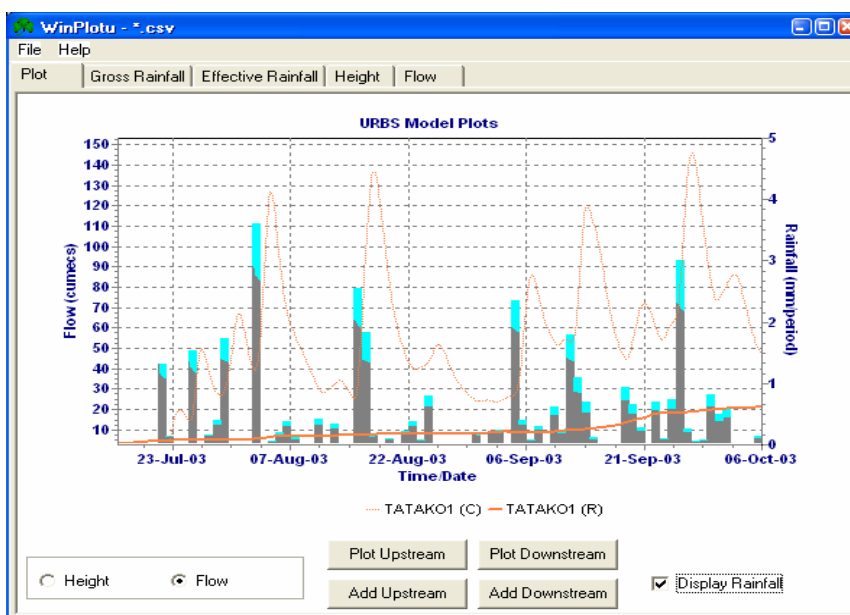 WinPlotu - *.csv
File Help
Plot Gross Rainfall Effective Rainfall Height Flow
URBS Model Plots
150
140
130
120
110
100
90
80
70
60
50
40
30
20
10
Flow (cumecs)
5
4
3
2
1
0
Rainfall (mm/period)
23-Jul-03 07-Aug-03 22-Aug-03 06-Sep-03 21-Sep-03 06-Oct-03
Time/Date
TATAKO1 (C) TATAKO1 (R)
Plot Upstream Plot Downstream
Height Flow Display Rainfall
Add Upstream Add Downstream